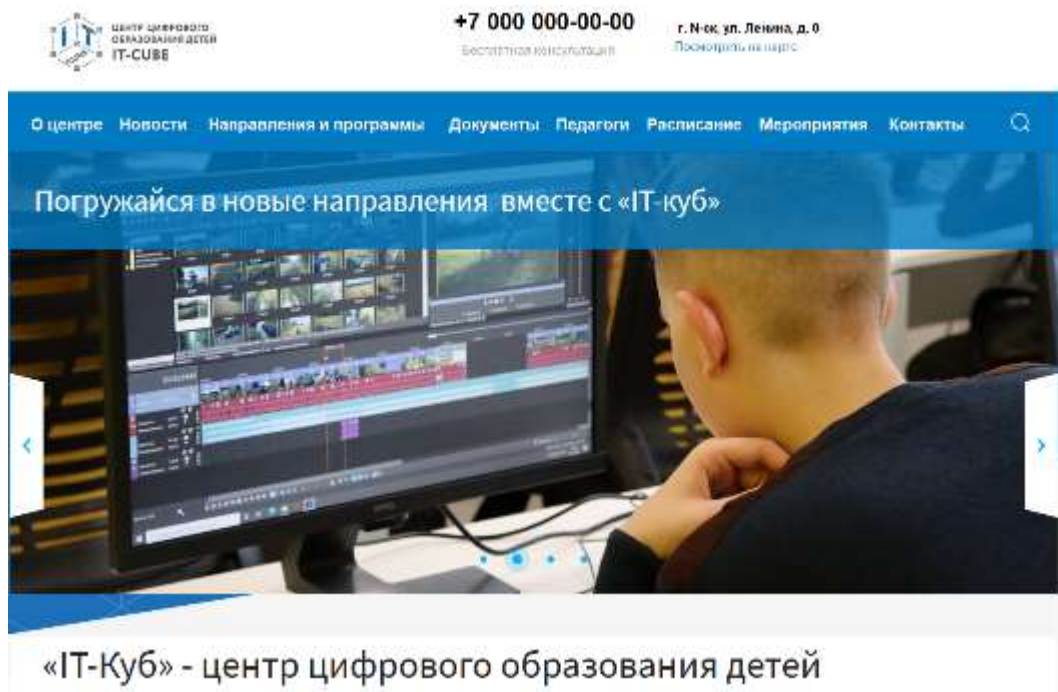 ЦЕНТР ЦИФРОВОГО
ОБРАЗОВАНИЯ ДЕТЕЙ
IT-CUBE
+7 000 000-00-00
Бесплатная консультация
г. N-ск, ул. Ленина, д. 0
Посмотреть на карте
О центре Новости Направления и программы Документы Педагоги Расписание Мероприятия Контакты
Погружайся в новые направления вместе с «IT-куб»
«IT-Куб» - центр цифрового образования детей